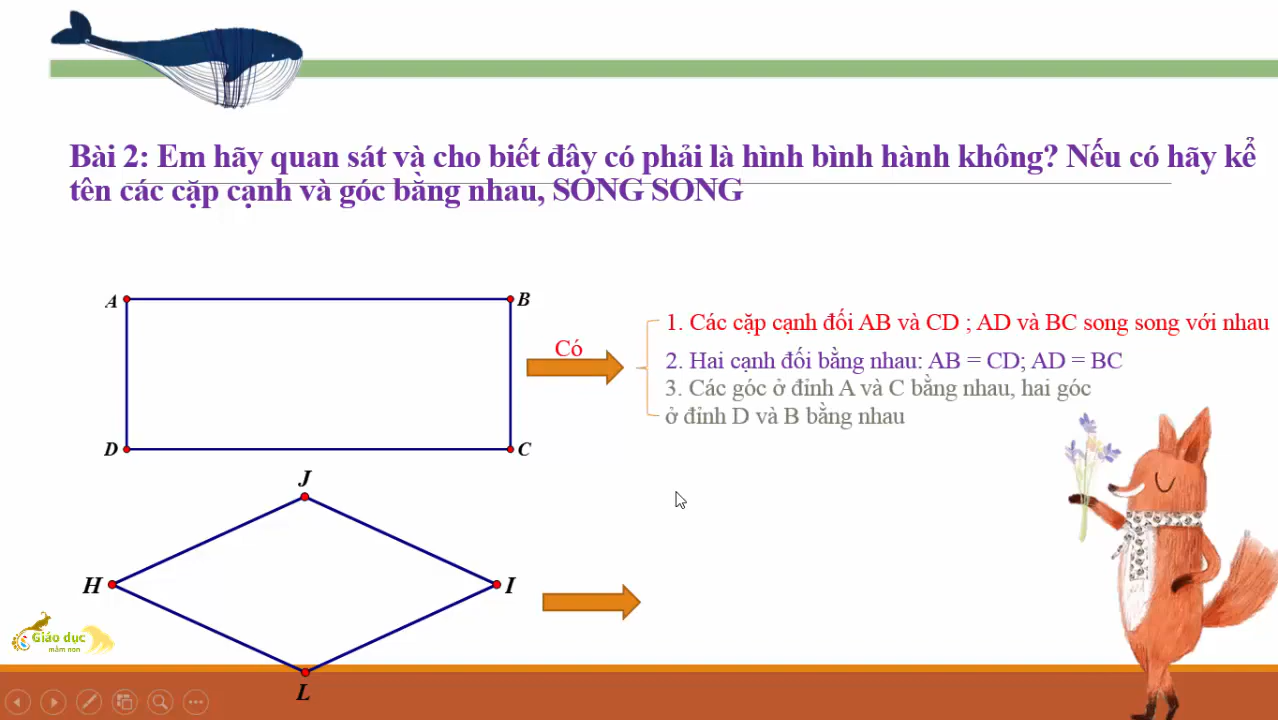 Bài 2: Em hãy quan sát và cho biết đây có phải là hình bình hành không? Nếu có hãy kể
tên các cặp cạnh và góc bằng nhau, SONG SONG
A
B
Có
1. Các cặp cạnh đối AB và CD ; AD và BC song song với nhau
2. Hai cạnh đối bằng nhau: AB = CD; AD = BC
3. Các góc ở đỉnh A và C bằng nhau, hai góc
ở đỉnh D và B bằng nhau
D
C
J
H
I
L
Giáo dục
mầm non